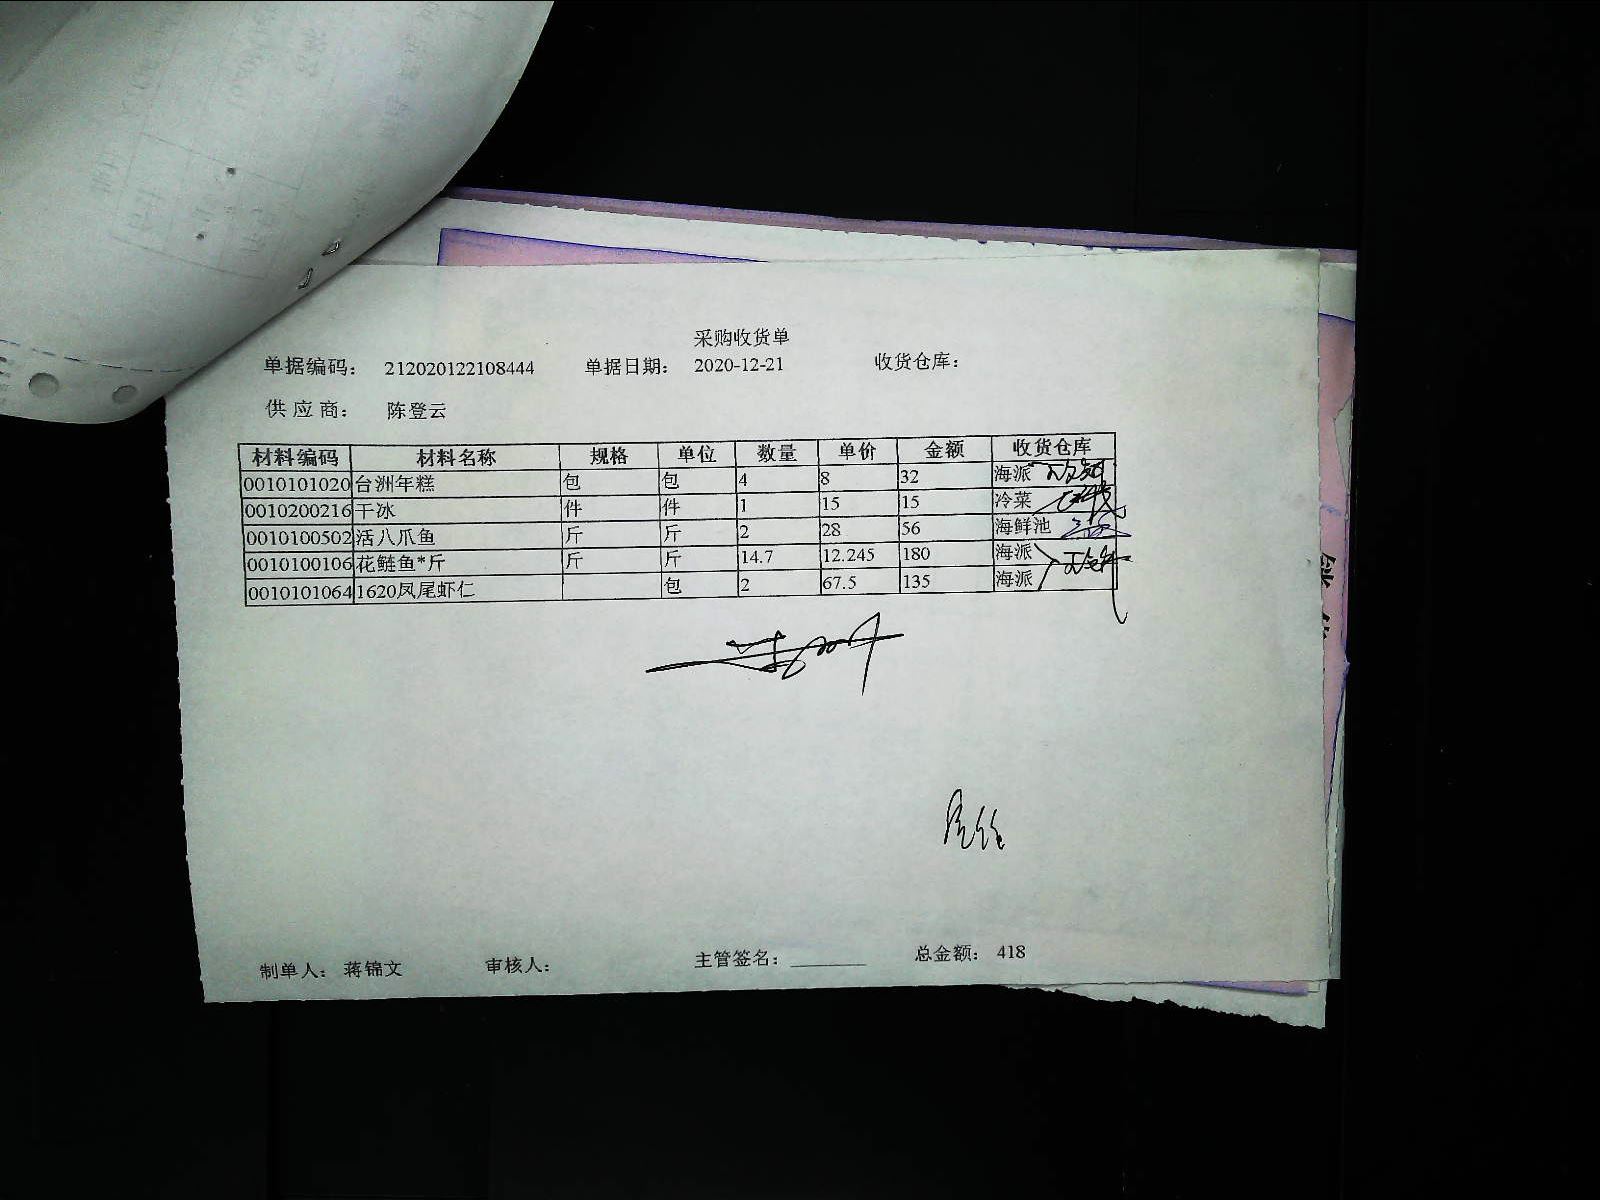 采购收货单
单据编码： 212020122108444 单据日期： 2020-12-21 收货仓库：
供 应 商： 陈登云
材料编码 材料名称 规格 单位 数量 单价 金额 收货仓库
0010101020 台洲年糕 包 包 4 8 32 海派
0010200216 干冰 件 件 1 15 15 冷菜
0010100502 活八爪鱼 斤 斤 2 28 56 海鲜池
0010100106 花鲢鱼*斤 斤 斤 14.7 12.245 180 海派
0010101064 1620凤尾虾仁 包 2 67.5 135 海派
制单人： 蒋锦文 审核人： 主管签名： 总金额： 418